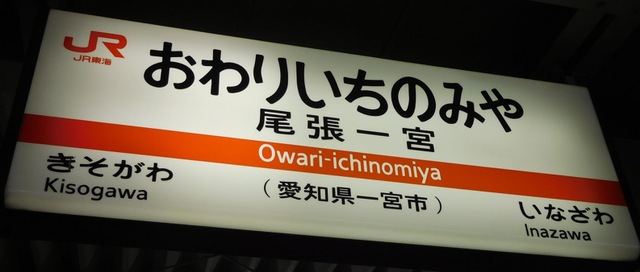 JR
JR東海
おわりいちのみや
尾張一宮
Owari-ichinomiya
きそがわ
Kisogawa
(愛知県一宮市)
いなざわ
Inazawa